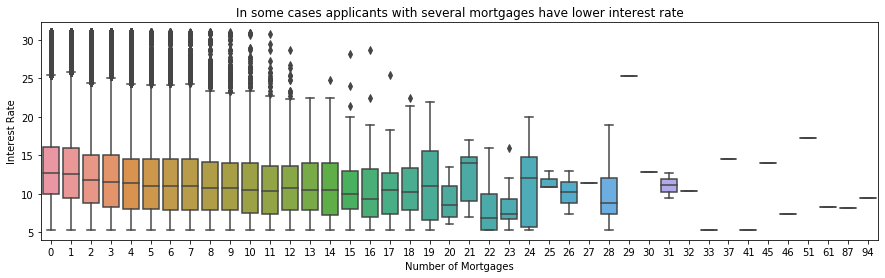 In some cases applicants with several mortgages have lower interest rate
Interest Rate
30
25
20
15
10
5
0 1 2 3 4 5 6 7 8 9 10 11 12 13 14 15 16 17 18 19 20 21 22 23 24 25 26 27 28 29 30 31 32 33 37 41 45 46 51 61 87 94
Number of Mortgages